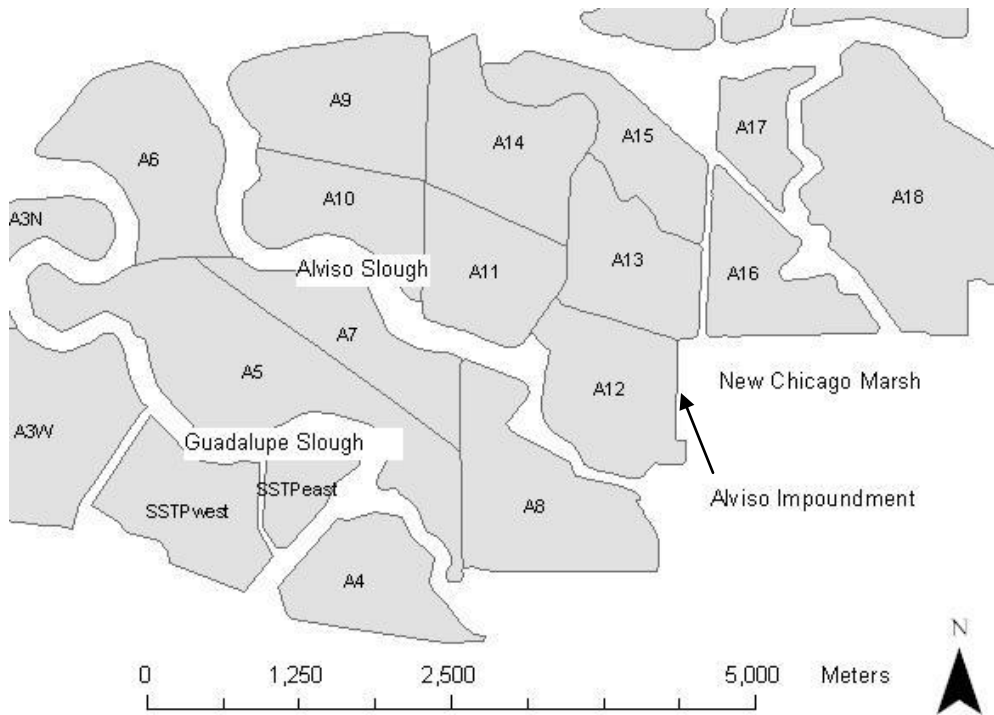 A9
A14
A15
A17
A6
A10
A18
A3N
Alviso Slough
A11
A13
A16
A7
A5
A12
New Chicago Marsh
A3W
Guadalupe Slough
SSTPeast
Alviso Impoundment
SSTPwest
A8
A4
N
0 1,250 2,500 5,000 Meters